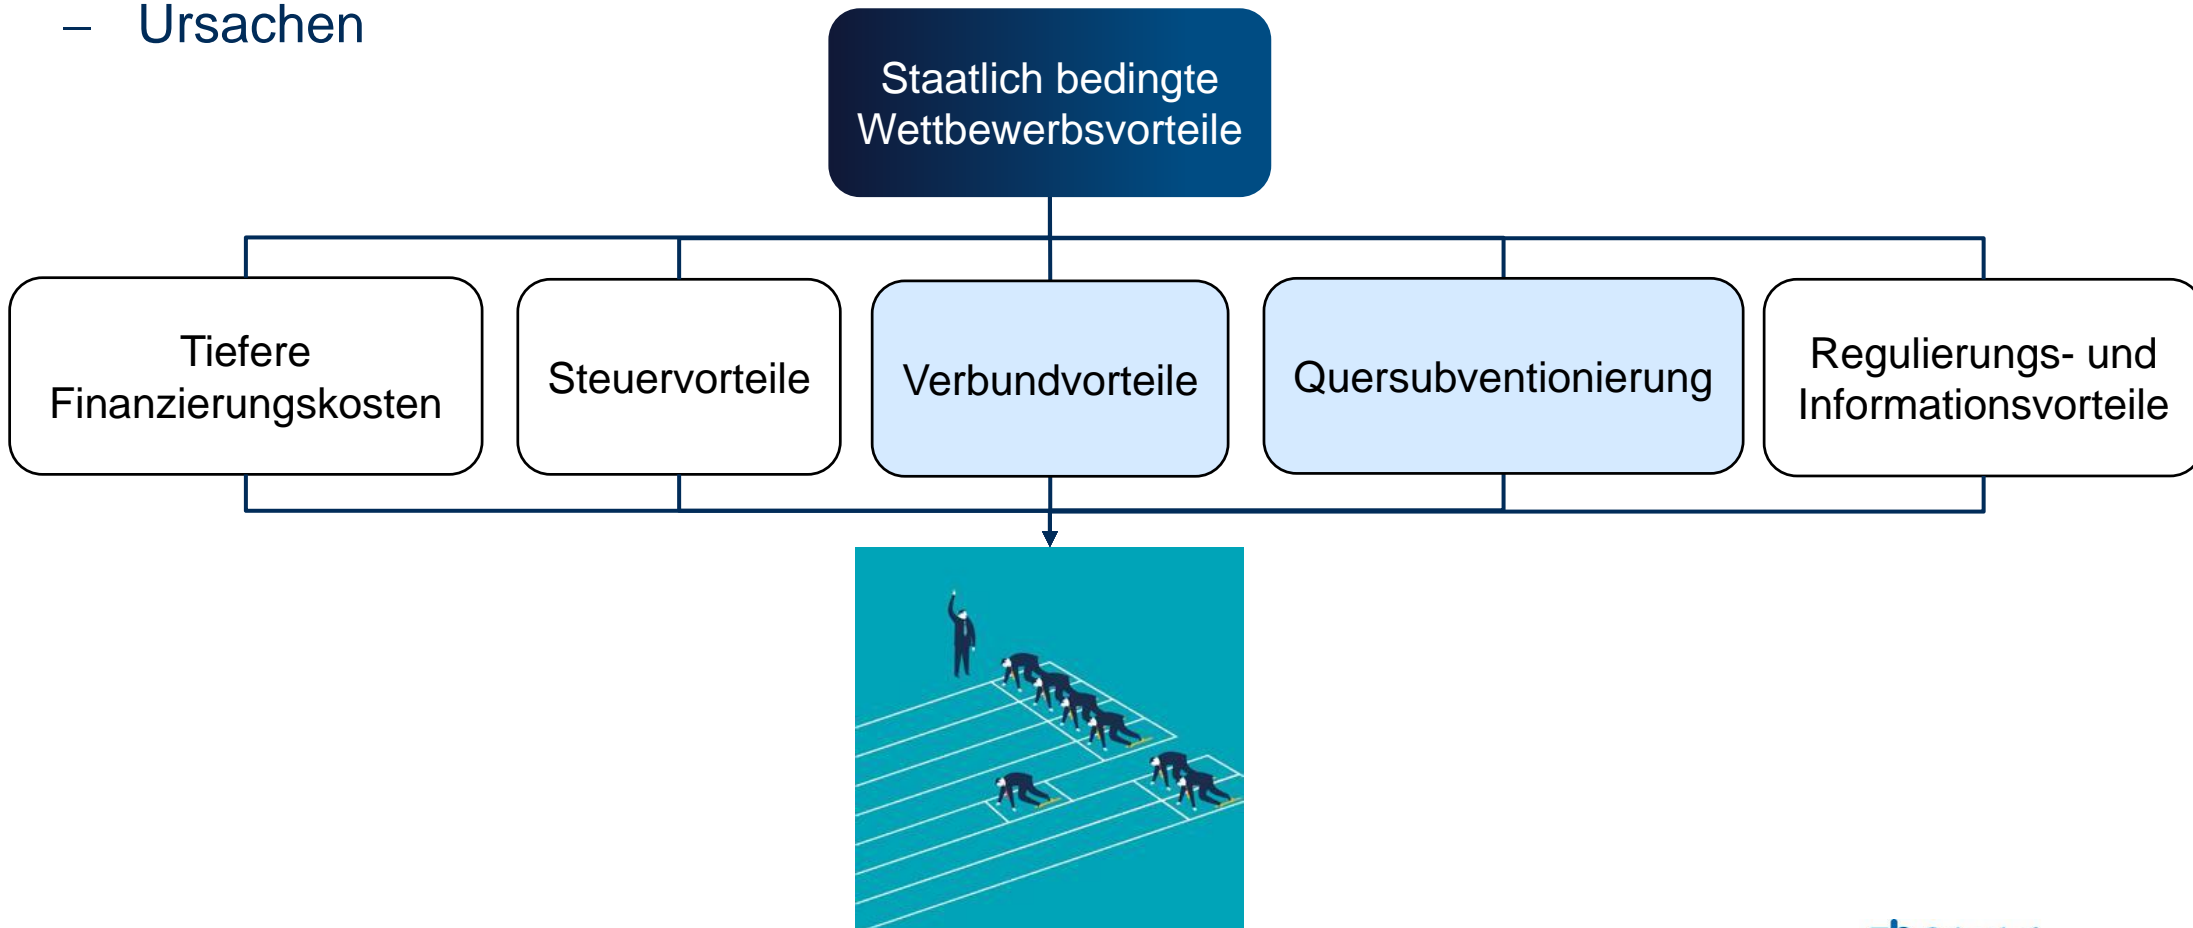 – Ursachen
Staatlich bedingte
Wettbewerbsvorteile
Tiefere
Finanzierungskosten
Steuervorteile
Verbundvorteile
Quersubventionierung
Regulierungs- und
Informationsvorteile